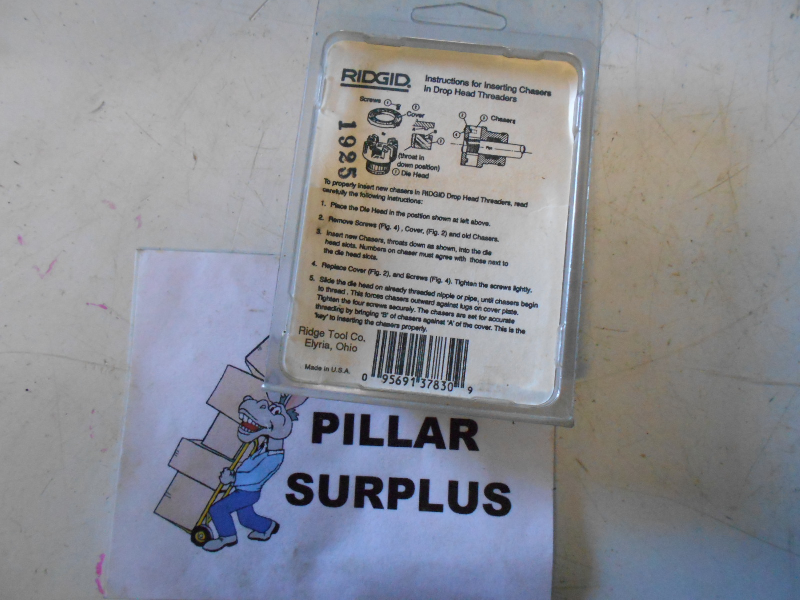 RIDGID
Instructions for Inserting Chasers
in Drop Head Threaders
Screws
Cover
Chasers
(throat in
down position)
Die Head
1925
To properly insert new chasers in RIDGID Drop Head Threaders, read
carefully the following instructions:
1. Place the Die Head in the position shown at left above.
2. Remove Screws (Fig. 4), Cover, (Fig. 2) and old Chasers.
3. Insert new Chasers, throats down as shown, into the die
head slots. Numbers on chaser must agree with those next to
the die head slots.
4. Replace Cover (Fig. 2), and Screws (Fig. 4). Tighten the screws lightly.
5. Slide the die head on already threaded nipple or pipe, until chasers begin
to thread. This forces chasers outward against lugs on cover plate.
Tighten the four screws securely. The chasers are set for accurate
threading by bringing 'B' of chasers against 'A' of the cover. This is the
'key' to inserting the chasers properly.
Ridge Tool Co.
Elyria, Ohio
Made in U.S.A.
0 95691 37830 9
PILLAR
SURPLUS